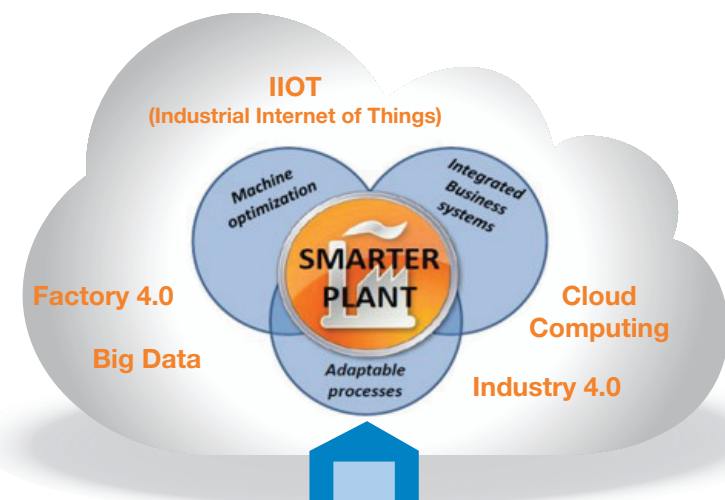 IIOT
(Industrial Internet of Things)
Machine
optimization
Integrated
Business
systems
SMARTER
PLANT
Factory 4.0
Cloud
Computing
Big Data
Adaptable
processes
Industry 4.0